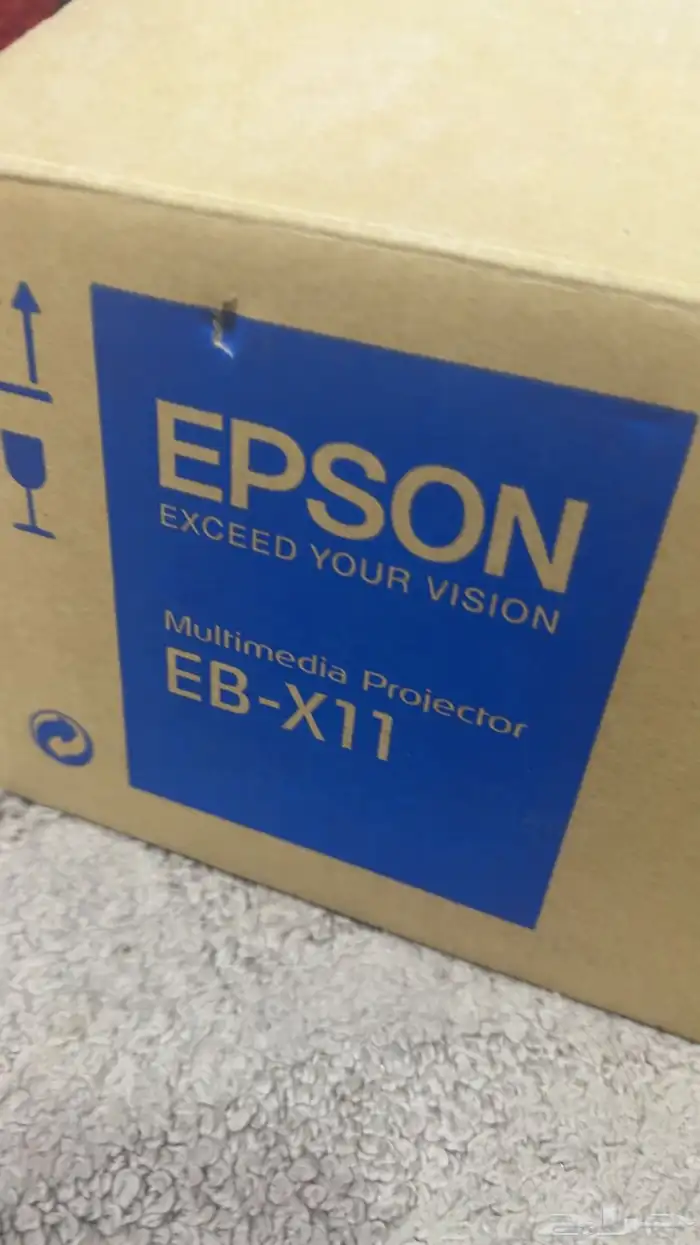 EPSON
EXCEED YOUR VISION
Multimedia Projector
EB-X11